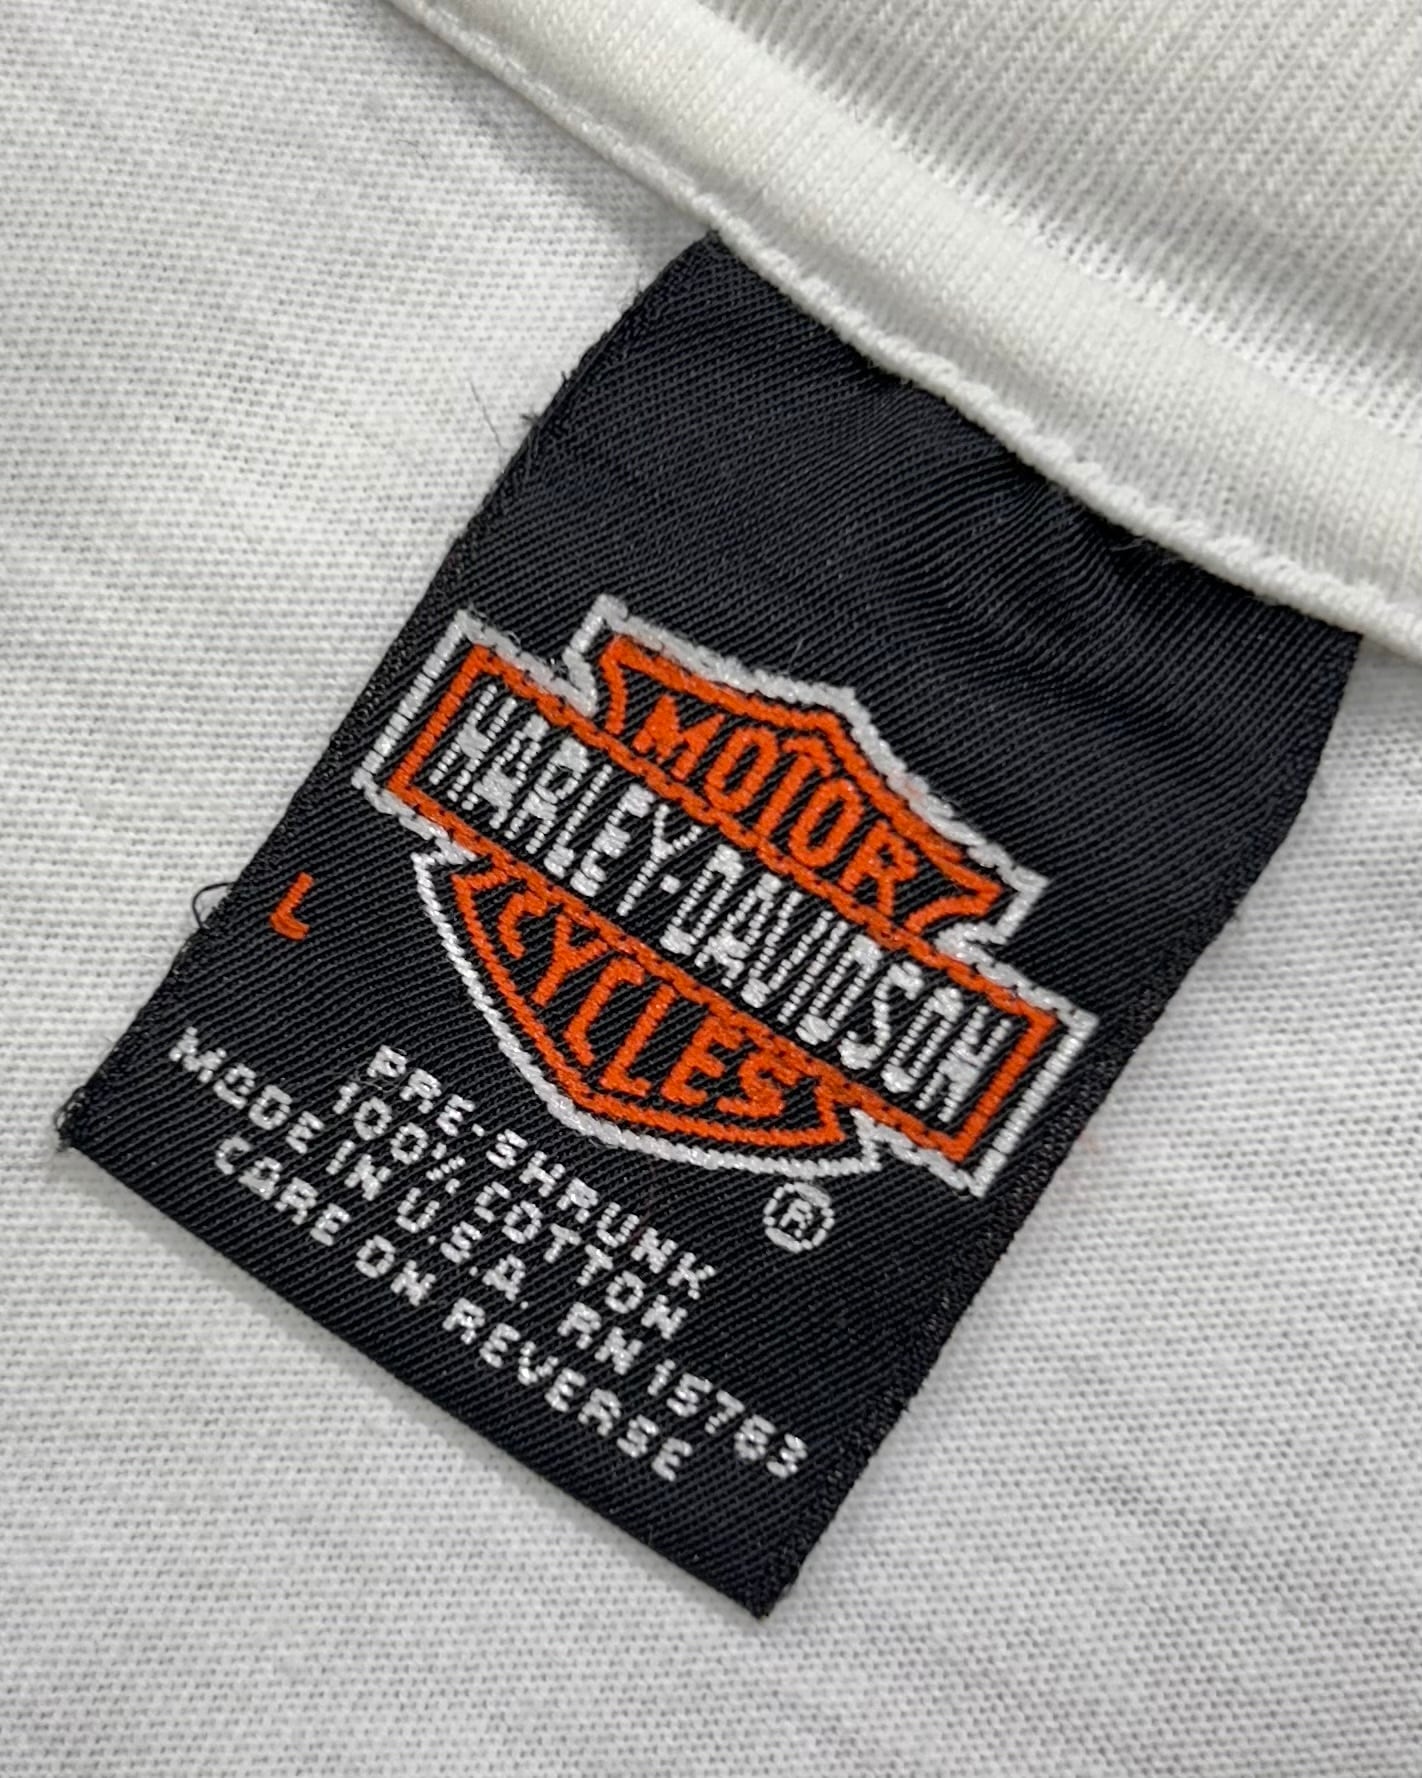 MOTOR
HARLEY-DAVIDSON
CYCLES
®
L
PRE-SHRUNK
100% COTTON
MADE IN U.S.A. RN 15763
CARE ON REVERSE